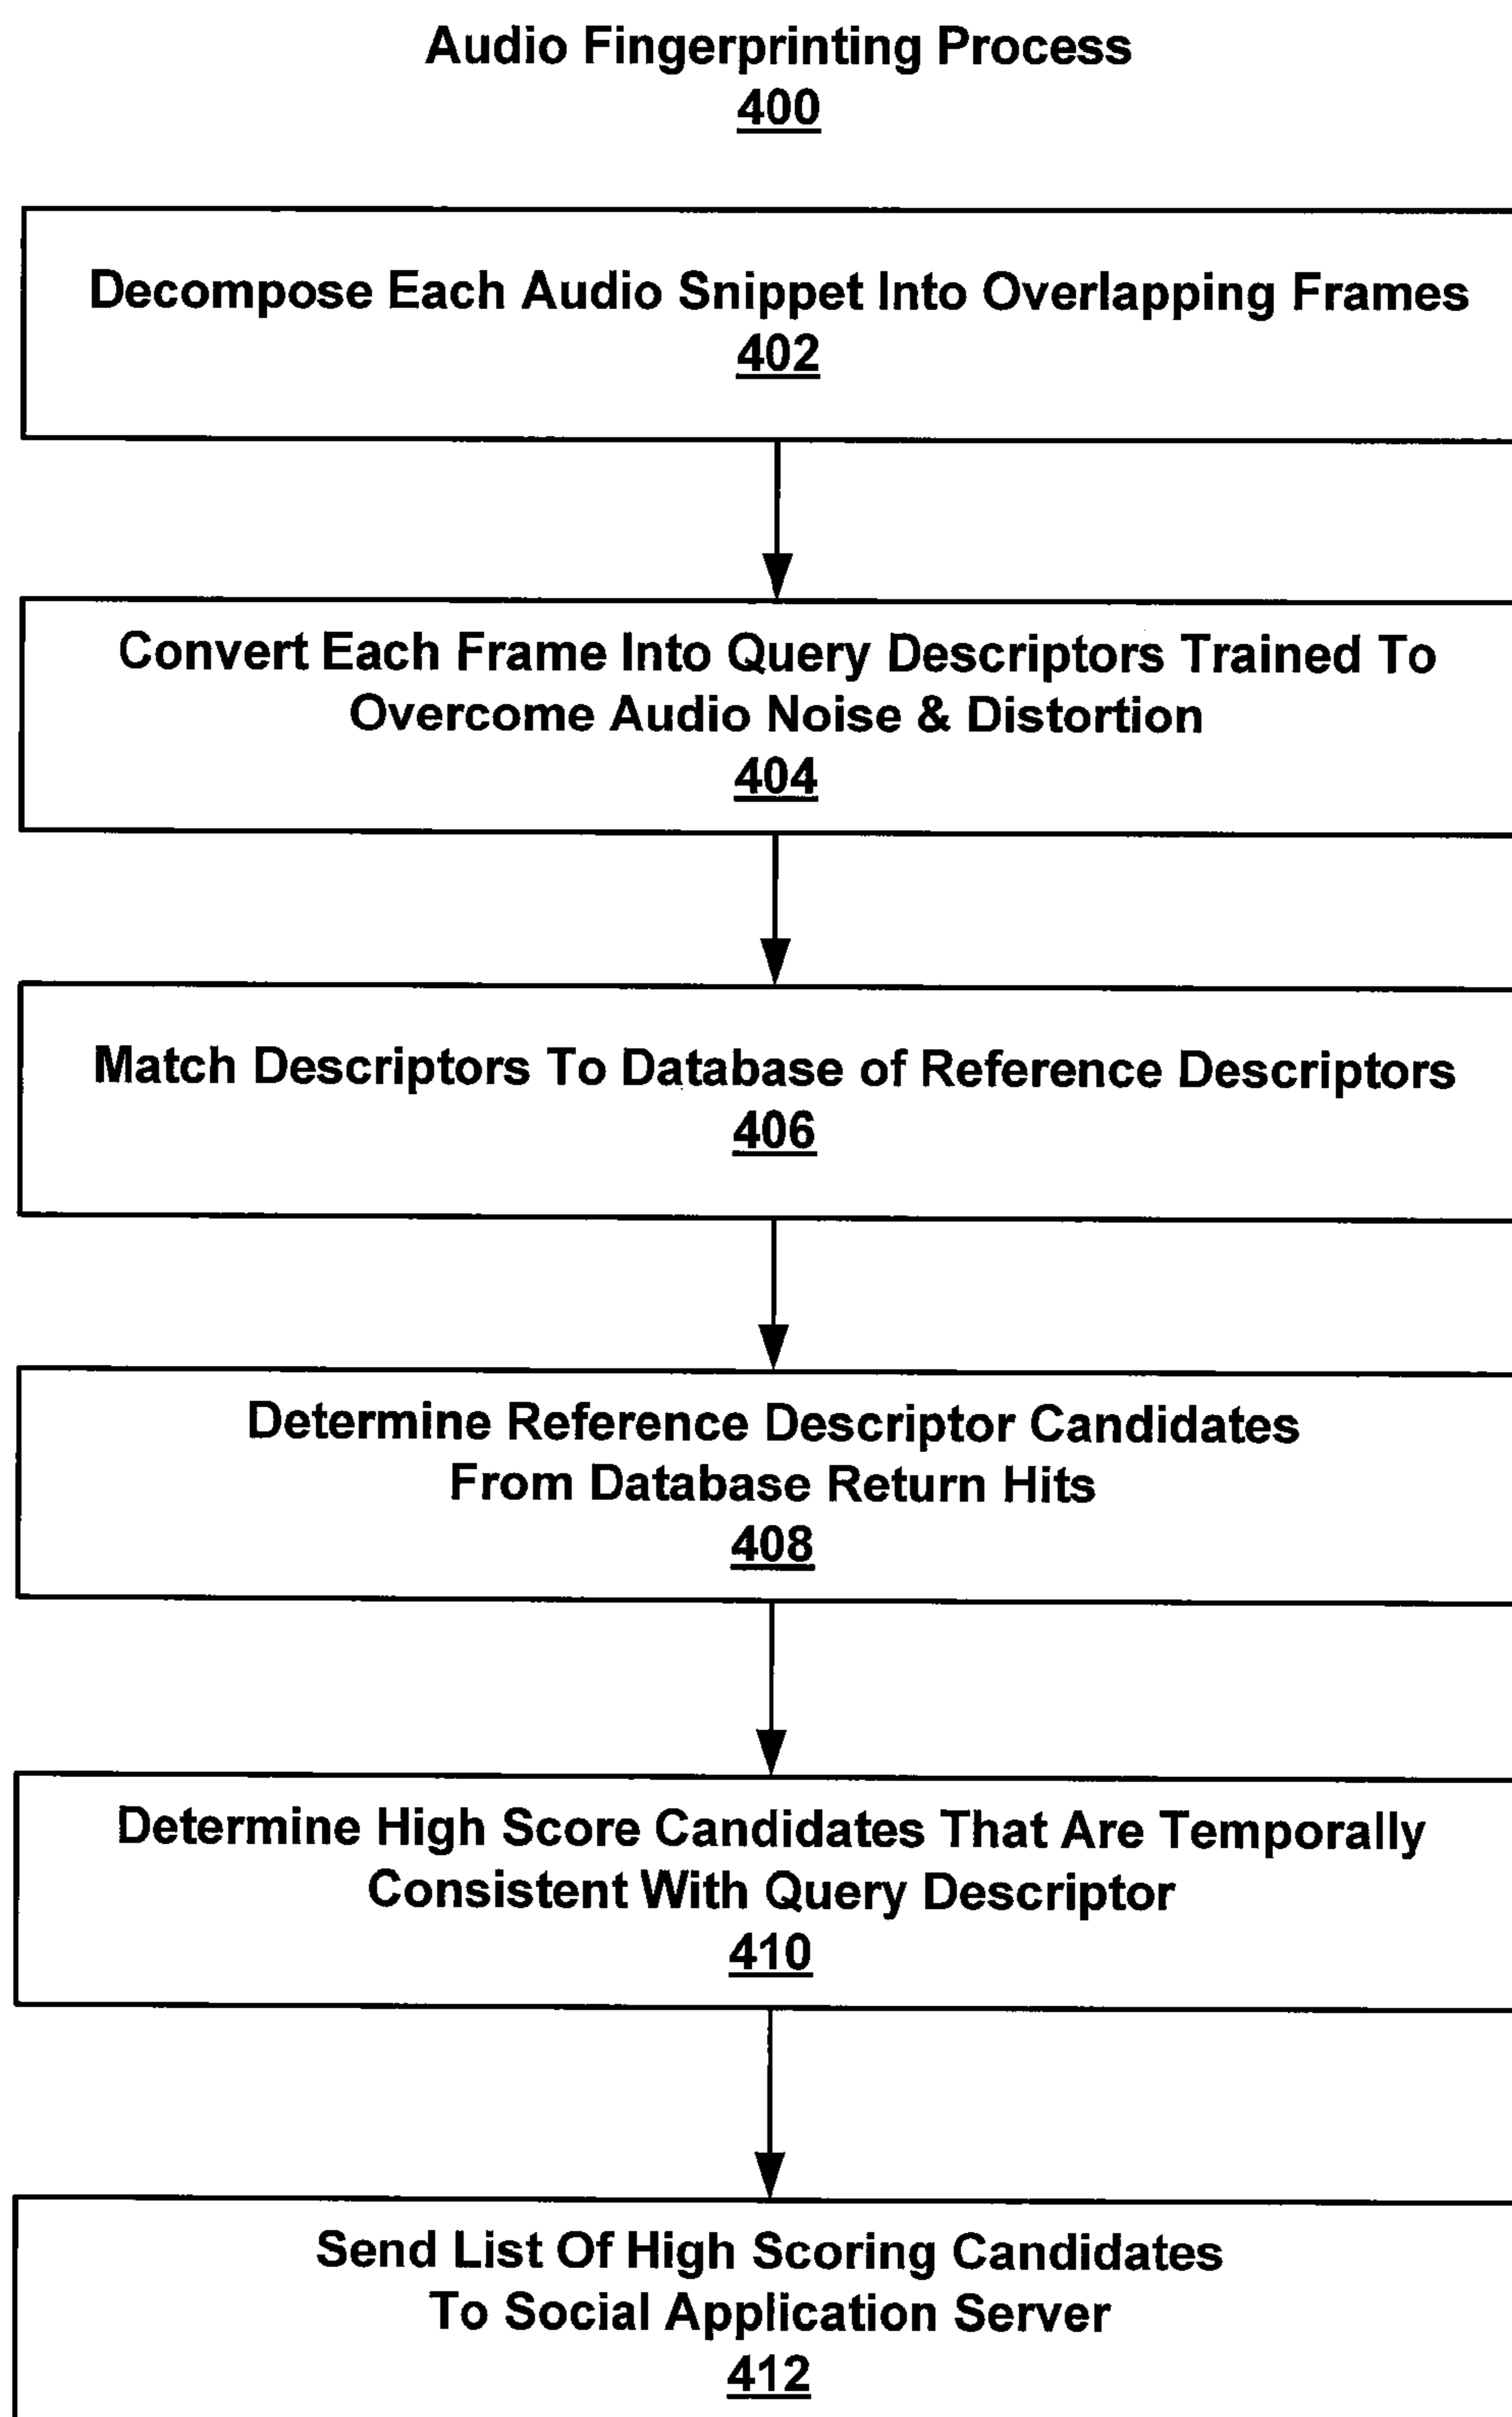 Audio Fingerprinting Process
400
Decompose Each Audio Snippet Into Overlapping Frames
402
Convert Each Frame Into Query Descriptors Trained To
Overcome Audio Noise & Distortion
404
Match Descriptors To Database of Reference Descriptors
406
Determine Reference Descriptor Candidates
From Database Return Hits
408
Determine High Score Candidates That Are Temporally
Consistent With Query Descriptor
410
Send List Of High Scoring Candidates
To Social Application Server
412